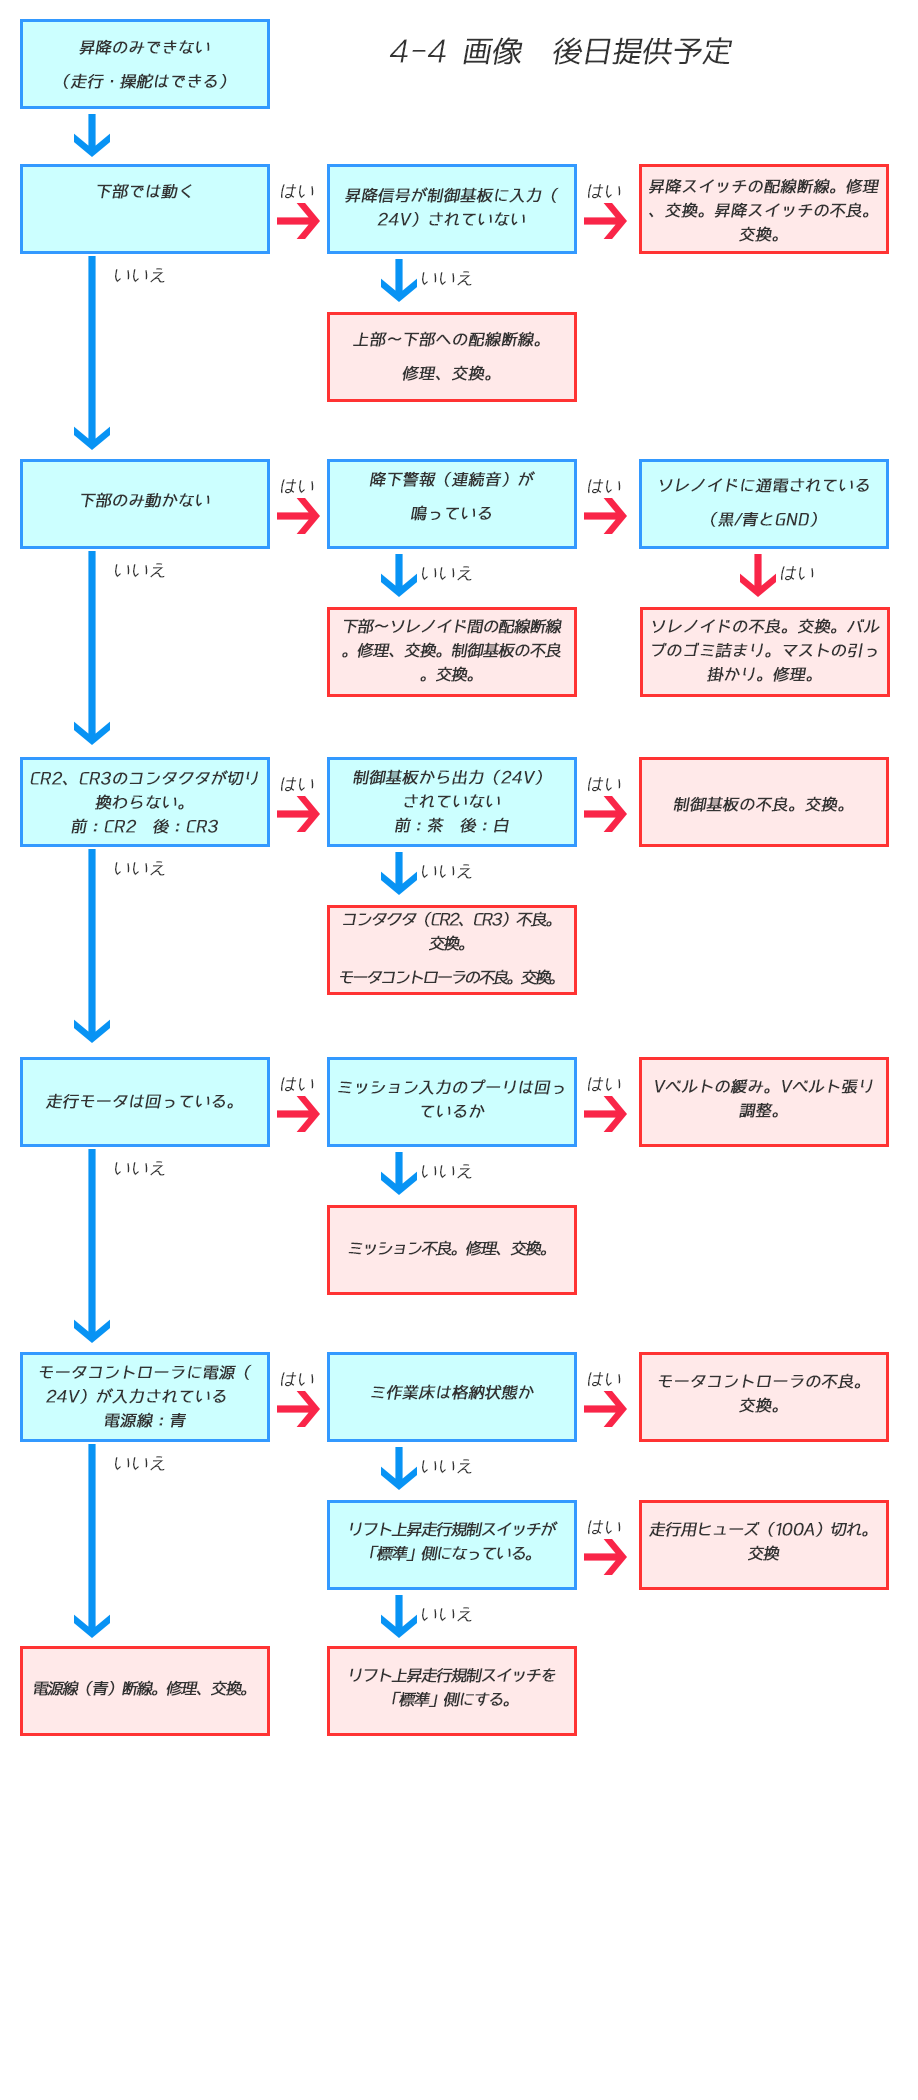 4-4 画像　後日提供予定
昇降のみできない
（走行・操舵はできる）
下部では動く
はい
昇降信号が制御基板に入力（
24V）されていない
はい
昇降スイッチの配線断線。修理
、交換。昇降スイッチの不良。
交換。
いいえ
いいえ
上部～下部への配線断線。
修理、交換。
下部のみ動かない
はい
降下警報（連続音）が
鳴っている
はい
ソレノイドに通電されている
（黒/青とGND）
いいえ
いいえ
はい
下部～ソレノイド間の配線断線
。修理、交換。制御基板の不良
。交換。
ソレノイドの不良。交換。バル
ブのゴミ詰まり。マストの引っ
掛かり。修理。
CR2、CR3のコンタクタが切り
換わらない。
前：CR2　後：CR3
はい
制御基板から出力（24V）
されていない
前：茶　後：白
はい
制御基板の不良。交換。
いいえ
いいえ
コンタクタ（CR2、CR3）不良。
交換。
モータコントローラの不良。交換。
走行モータは回っている。
はい
ミッション入力のプーリは回っ
ているか
はい
Vベルトの緩み。Vベルト張り
調整。
いいえ
いいえ
ミッション不良。修理、交換。
モータコントローラに電源（
24V）が入力されている
電源線：青
はい
ミ作業床は格納状態か
はい
モータコントローラの不良。
交換。
いいえ
いいえ
リフト上昇走行規制スイッチが
「標準」側になっている。
はい
走行用ヒューズ（100A）切れ。
交換
いいえ
電源線（青）断線。修理、交換。
リフト上昇走行規制スイッチを
「標準」側にする。